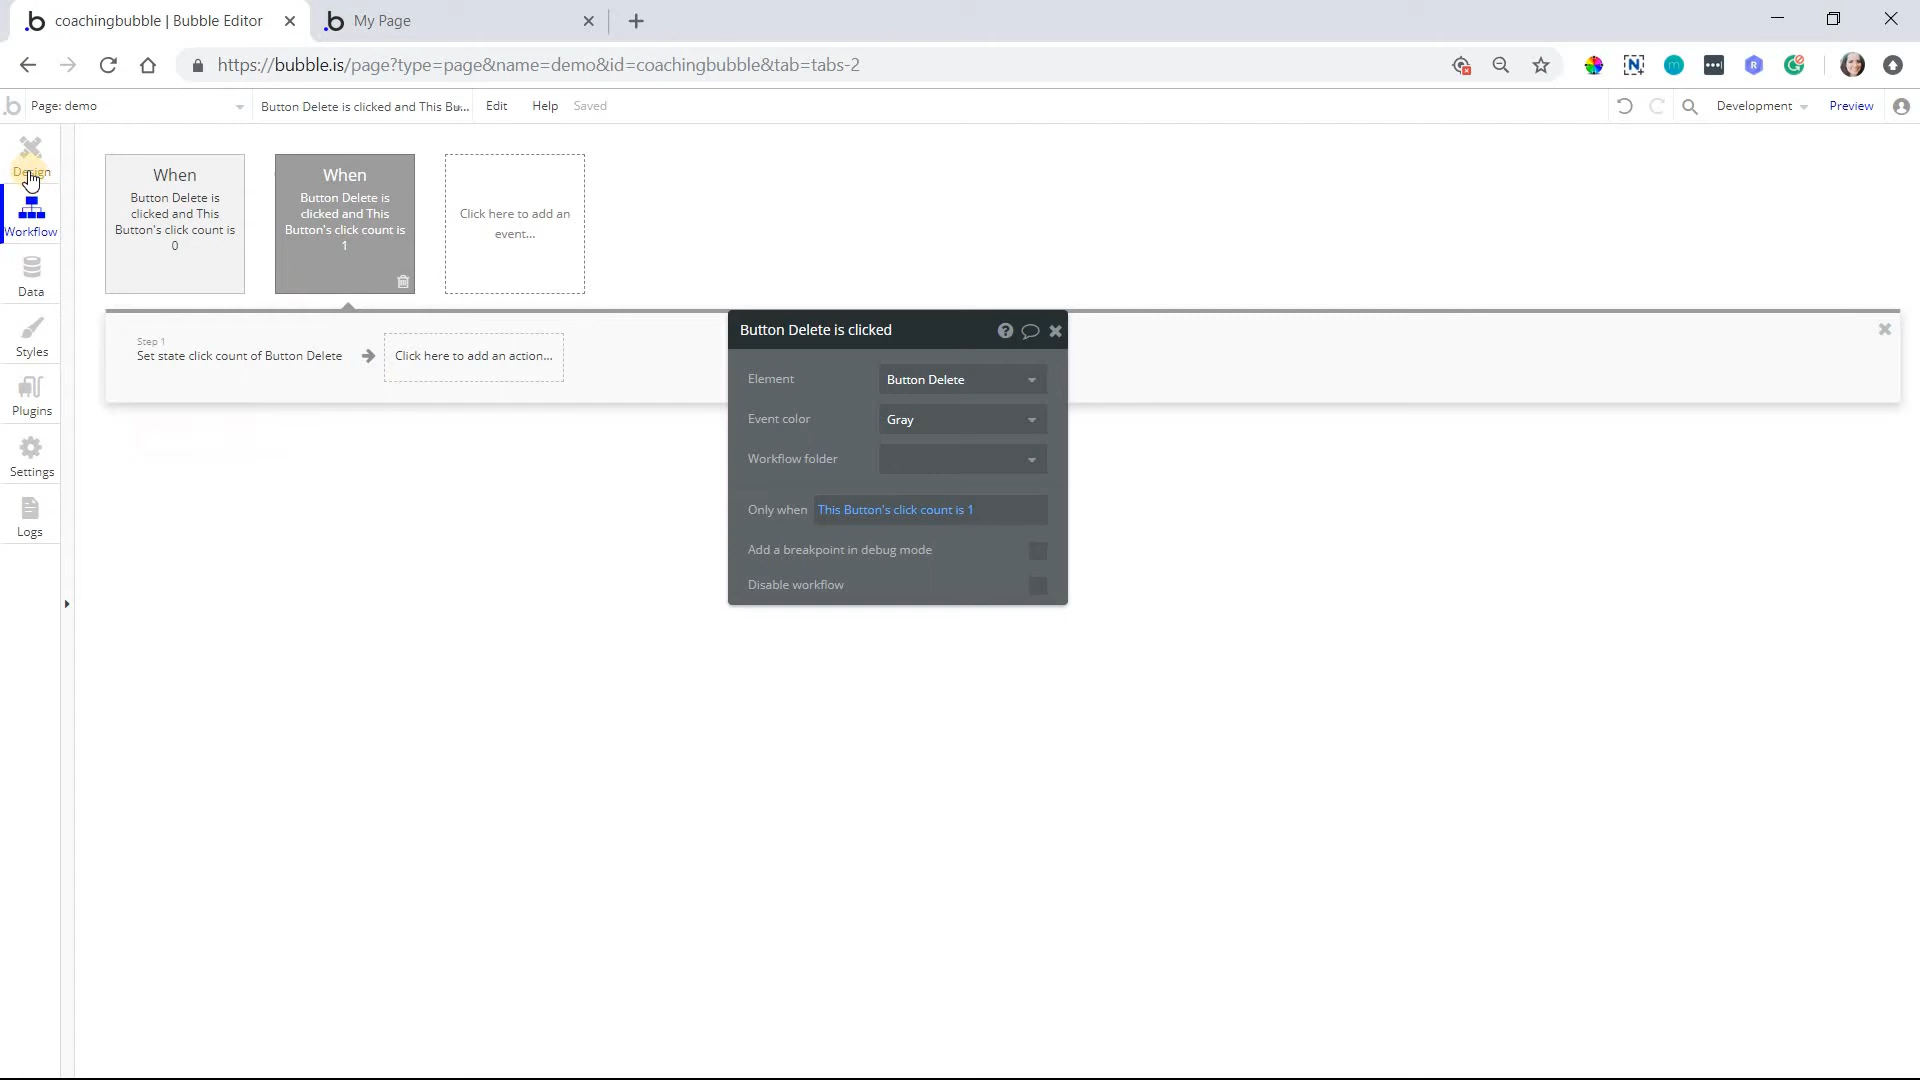 coachingbubble | Bubble Editor
My Page
https://bubble.is/page?type=page&name=demo&id=coachingbubble&tab=tabs-2
Page: demo
Button Delete is clicked and This Bu...
Edit
Help
Saved
Development
Preview
Design
Workflow
Data
Styles
Plugins
Settings
Logs
When
Button Delete is
clicked and This
Button's click count is
0
When
Button Delete is
clicked and This
Button's click count is
1
Click here to add an
event...
Step 1
Set state click count of Button Delete
Click here to add an action...
Button Delete is clicked
Element
Button Delete
Event color
Gray
Workflow folder
Only when
This Button's click count is 1
Add a breakpoint in debug mode
Disable workflow